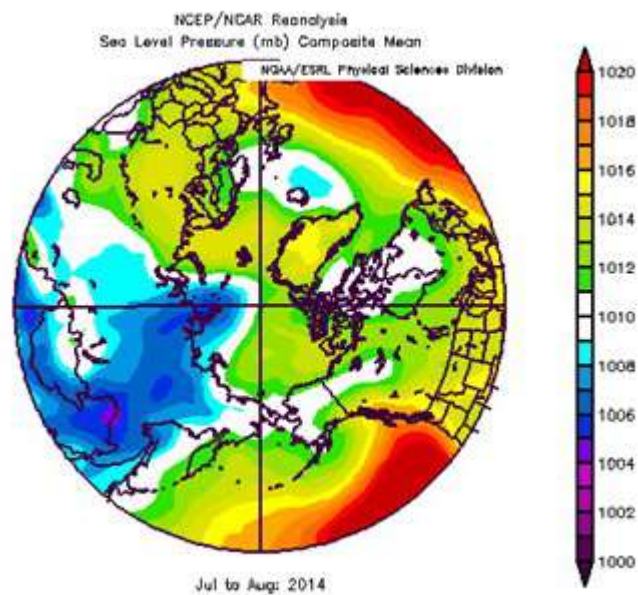 NCEP/NCAR Reanalysis
Sea Level Pressure (mb) Composite Mean
NOAA/ESRL Physical Sciences Division
1020
1018
1016
1014
1012
1010
1008
1006
1004
1002
1000
Jul to Aug: 2014